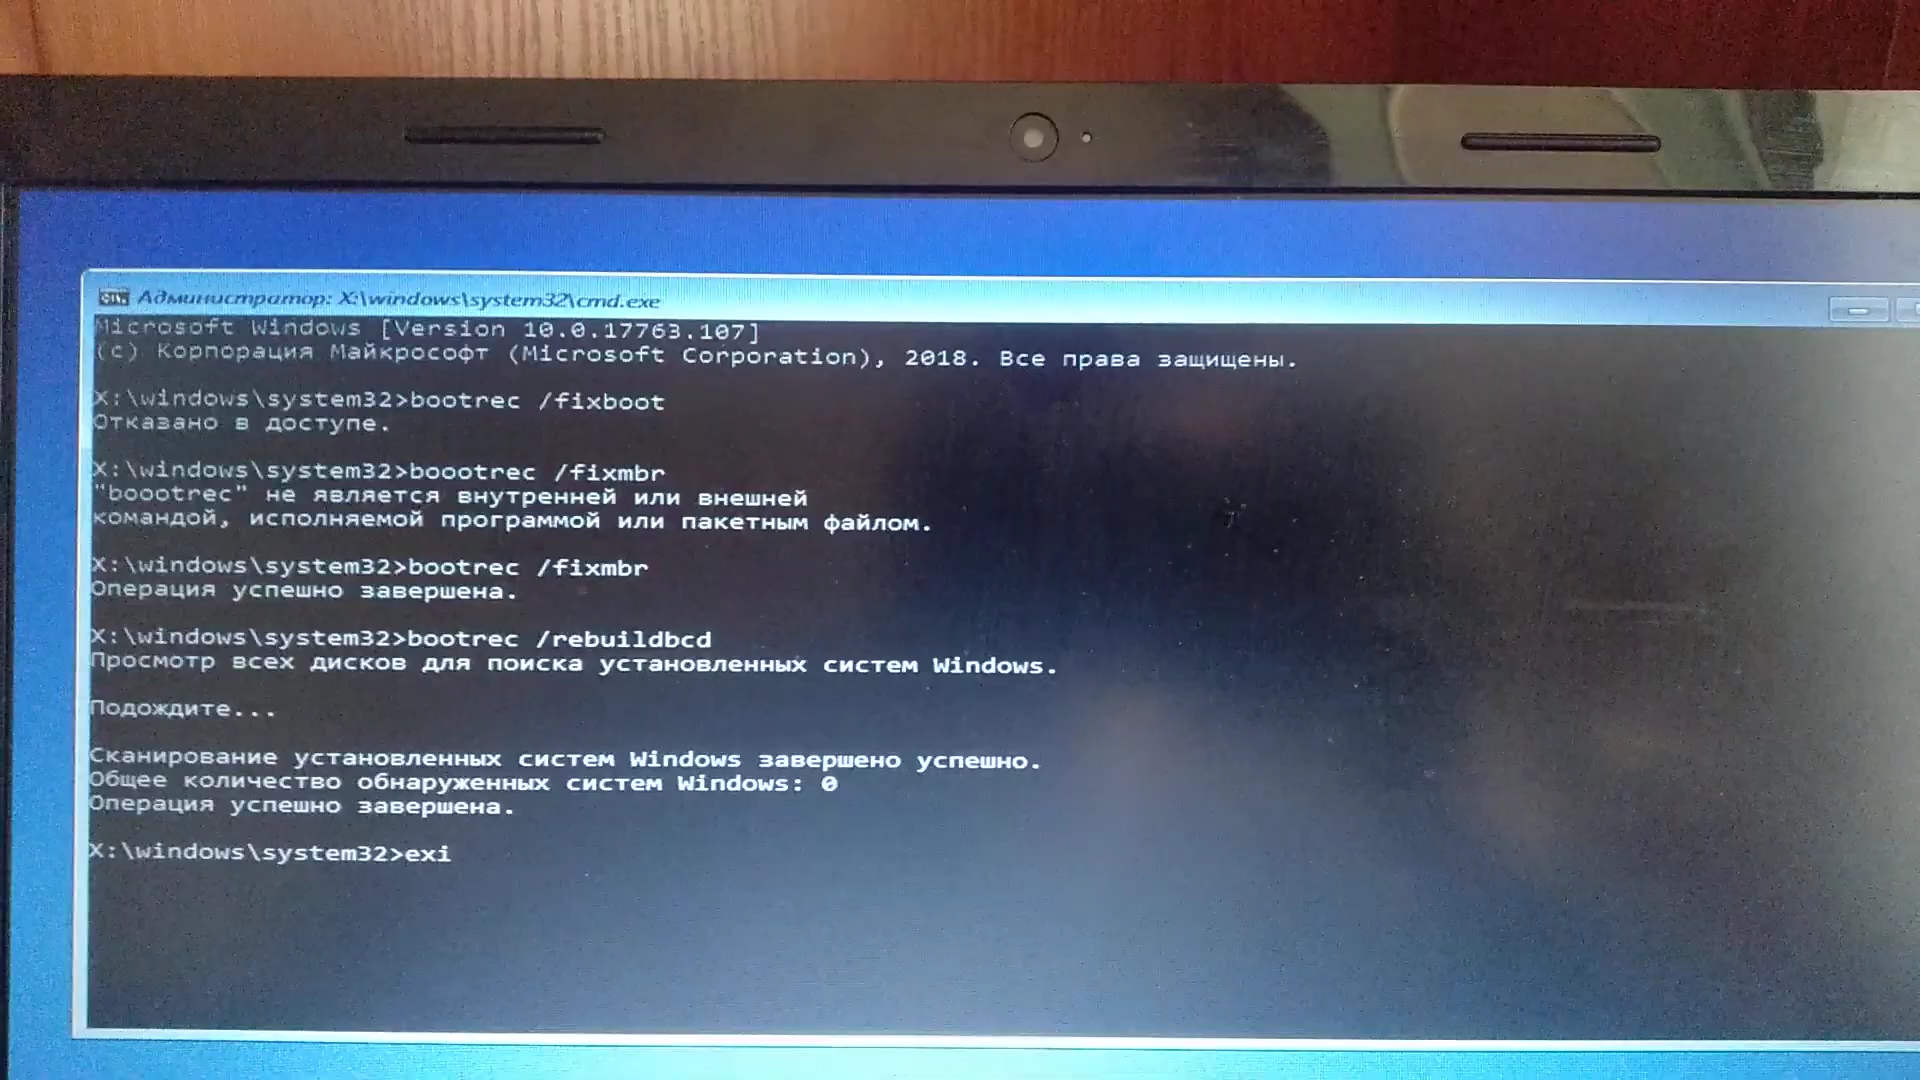 Администратор: X:\windows\system32\cmd.exe
Microsoft Windows [Version 10.0.17763.107]
(c) Корпорация Майкрософт (Microsoft Corporation), 2018. Все права защищены.
X:\windows\system32>bootrec /fixboot
Отказано в доступе.
X:\windows\system32>boootrec /fixmbr
"boootrec" не является внутренней или внешней
командой, исполняемой программой или пакетным файлом.
X:\windows\system32>bootrec /fixmbr
Операция успешно завершена.
X:\windows\system32>bootrec /rebuildbcd
Просмотр всех дисков для поиска установленных систем Windows.
Подождите...
Сканирование установленных систем Windows завершено успешно.
Общее количество обнаруженных систем Windows: 0
Операция успешно завершена.
X:\windows\system32>exi